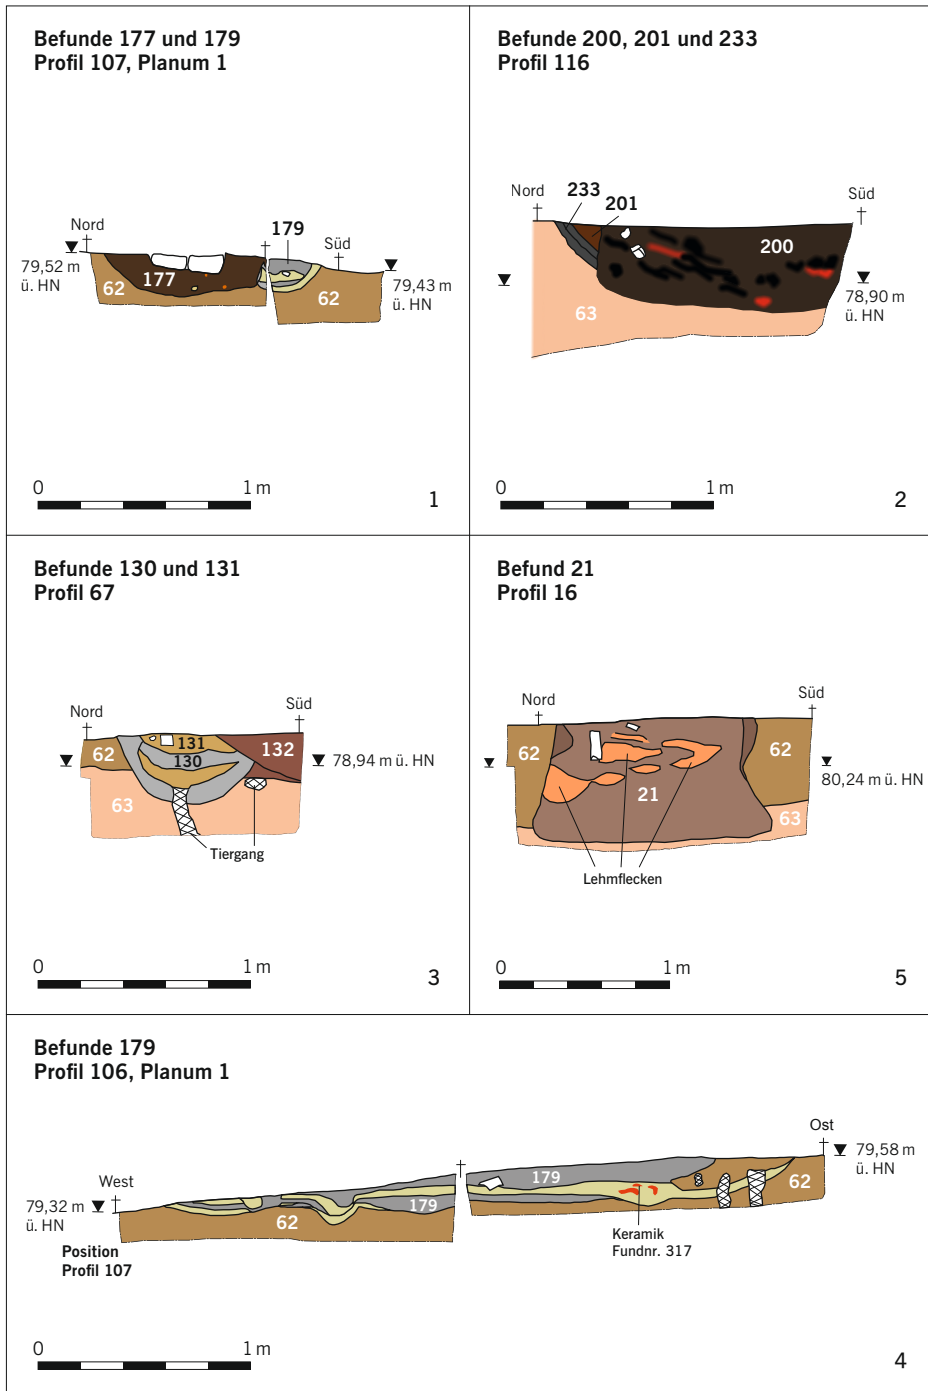 Befunde 177 und 179
Profil 107, Planum 1
Nord
179
Süd
79,52 m
ü. HN
62
177
62
79,43 m
ü. HN
0 1 m
1
Befunde 200, 201 und 233
Profil 116
Nord
233
201
Süd
200
63
78,90 m
ü. HN
0 1 m
2
Befunde 130 und 131
Profil 67
Nord
Süd
62
131
130
132
78,94 m ü. HN
63
Tiergang
0 1 m
3
Befund 21
Profil 16
Nord
Süd
62
62
80,24 m ü. HN
21
63
Lehmflecken
0 1 m
5
Befunde 179
Profil 106, Planum 1
Ost
79,58 m
ü. HN
West
179
62
79,32 m
ü. HN
179
62
Position
Profil 107
Keramik
Fundnr. 317
0 1 m
4